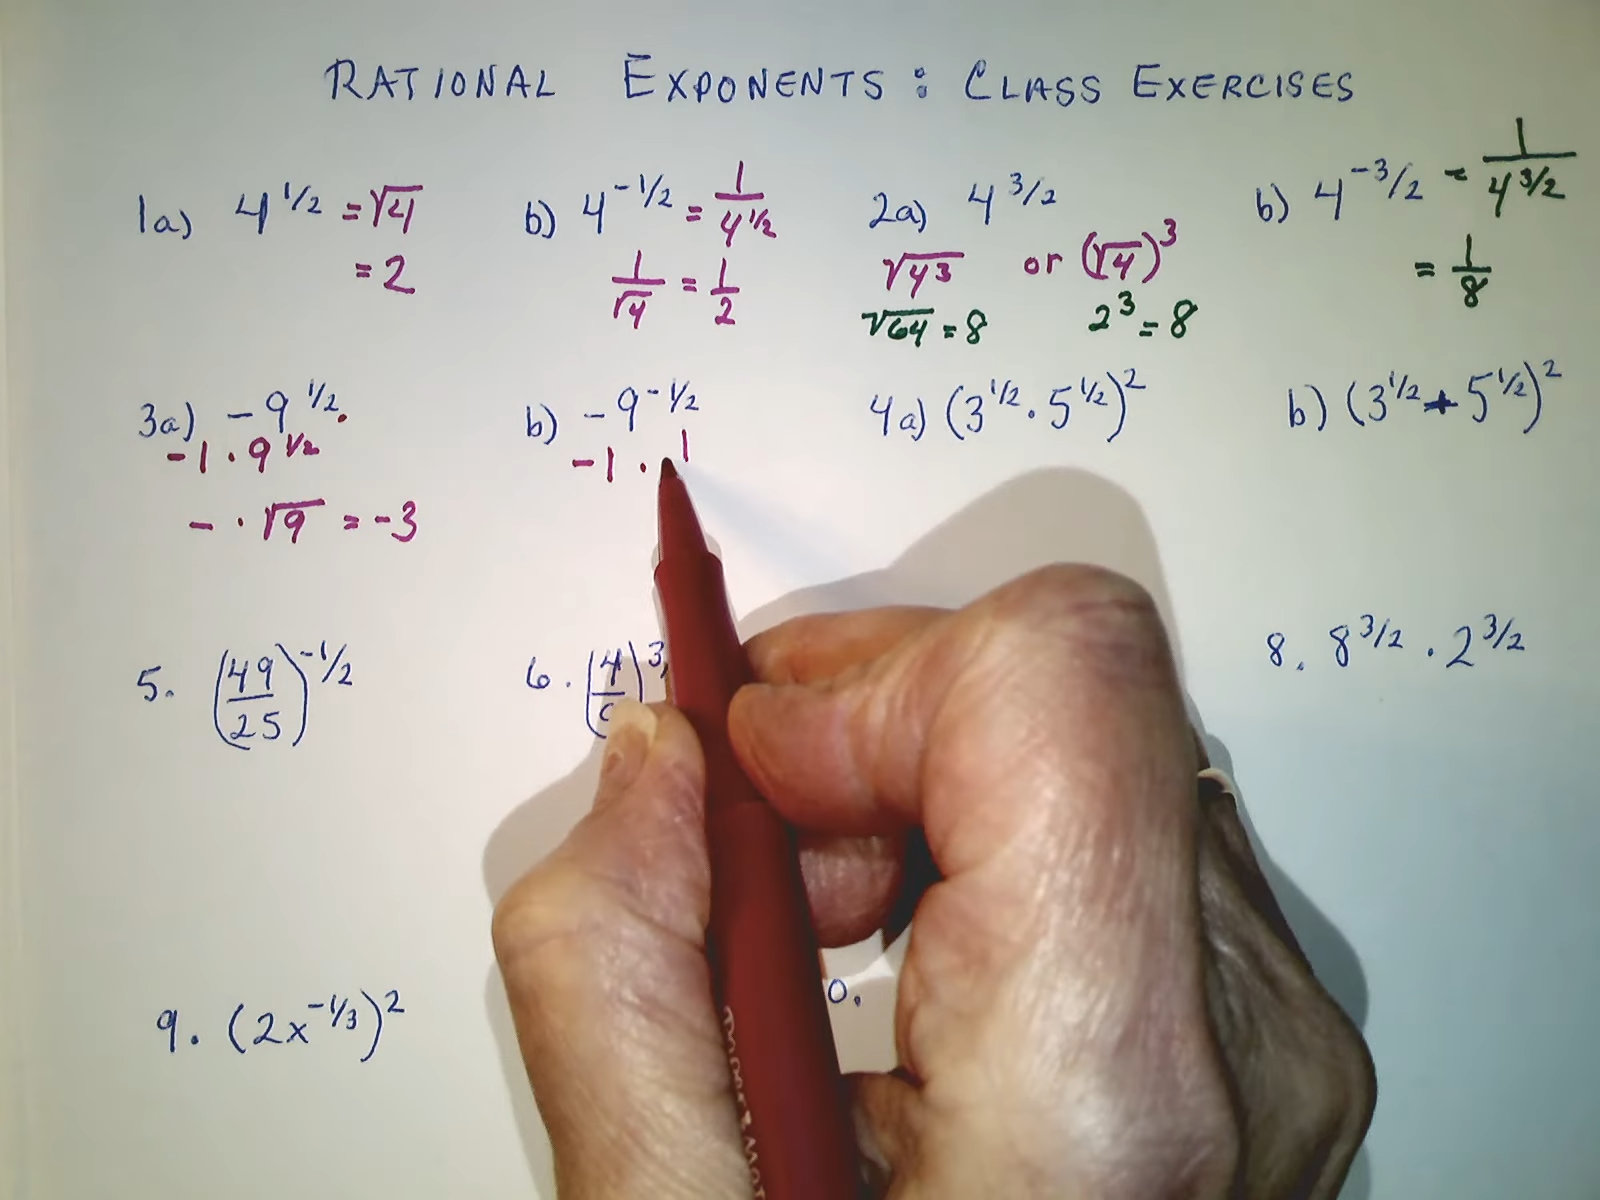 RATIONAL EXPONENTS : CLASS EXERCISES
1a) 4^1/2 = √4
= 2
b) 4^-1/2 = 1/4^1/2
1/√4 = 1/2
2a) 4^3/2
√4^3 or (√4)^3
√64 = 8 2^3 = 8
b) 4^-3/2 = 1/4^3/2
= 1/8
3a) -9^1/2 .
-1 · 9^1/2
- · √9 = -3
b) -9^-1/2
-1 · 1
4a) (3^1/2 · 5^1/2)^2
b) (3^1/2 + 5^1/2)^2
5. (49/25)^-1/2
6. (4/
8. 8^3/2 · 2^3/2
9. (2x^-1/3)^2
0.